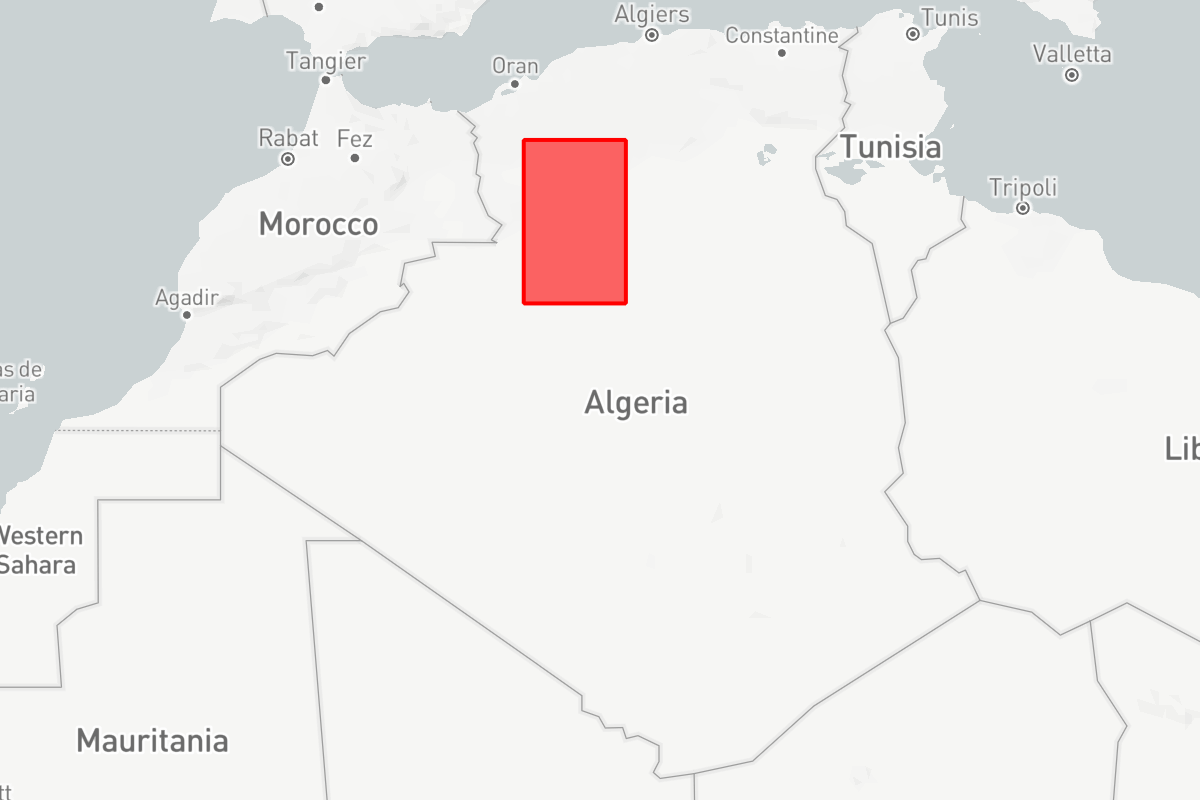 Algiers
Tunis
Constantine
Valletta
Tangier
Oran
Rabat
Fez
Tunisia
Tripoli
Morocco
Agadir
as de
aria
Algeria
Lib
Western
Sahara
Mauritania
tt